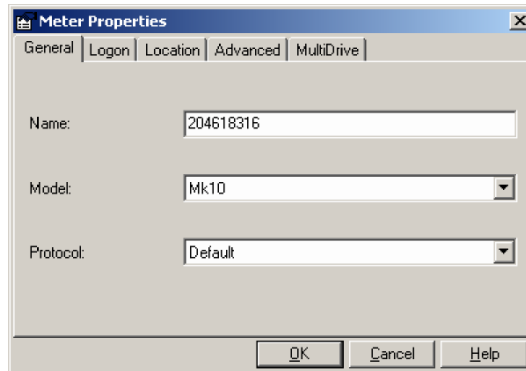 Meter Properties
General Logon Location Advanced MultiDrive
Name: 204618316
Model: Mk10
Protocol: Default
OK Cancel Help